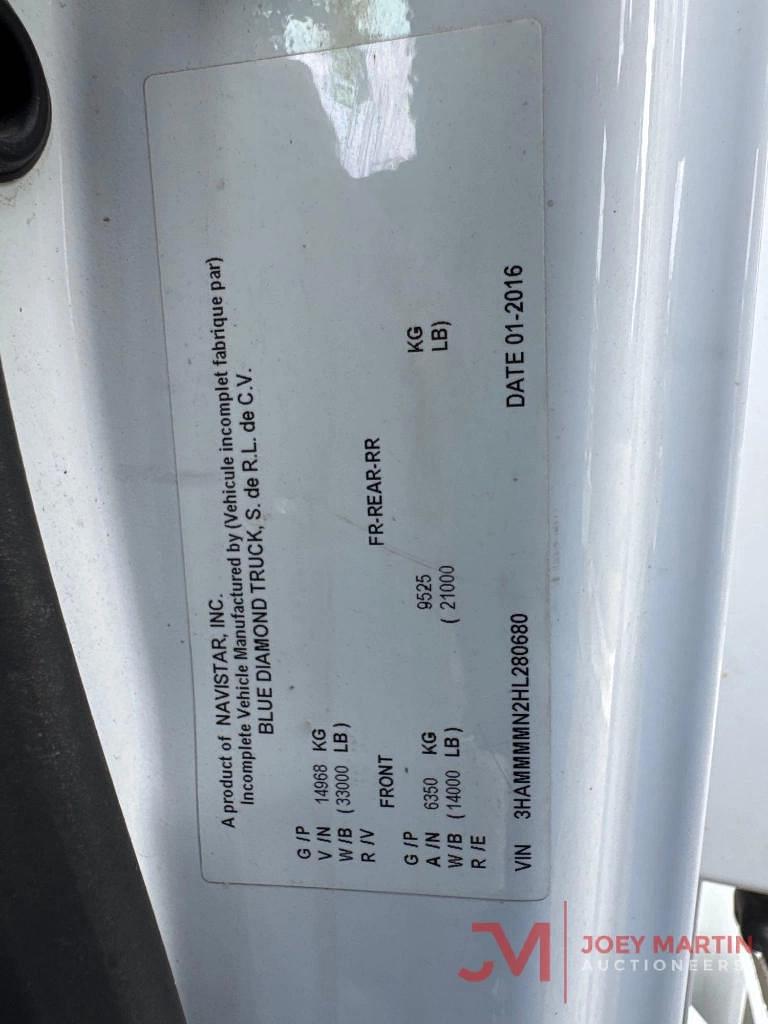 A product of NAVISTAR, INC.
Incomplete Vehicle Manufactured by (Vehicule incomplet fabrique par)
BLUE DIAMOND TRUCK, S. de R.L. de C.V.
G /P
V /N 14968 KG
W/B ( 33000 LB )
R /V
FRONT FR-REAR-RR
G /P
A /N 6350 KG 9525 KG
W/B ( 14000 LB ) ( 21000 LB)
R /E
VIN 3HAMMMMN2HL280680 DATE 01-2016
JM JOEY MARTIN
AUCTIONEERS